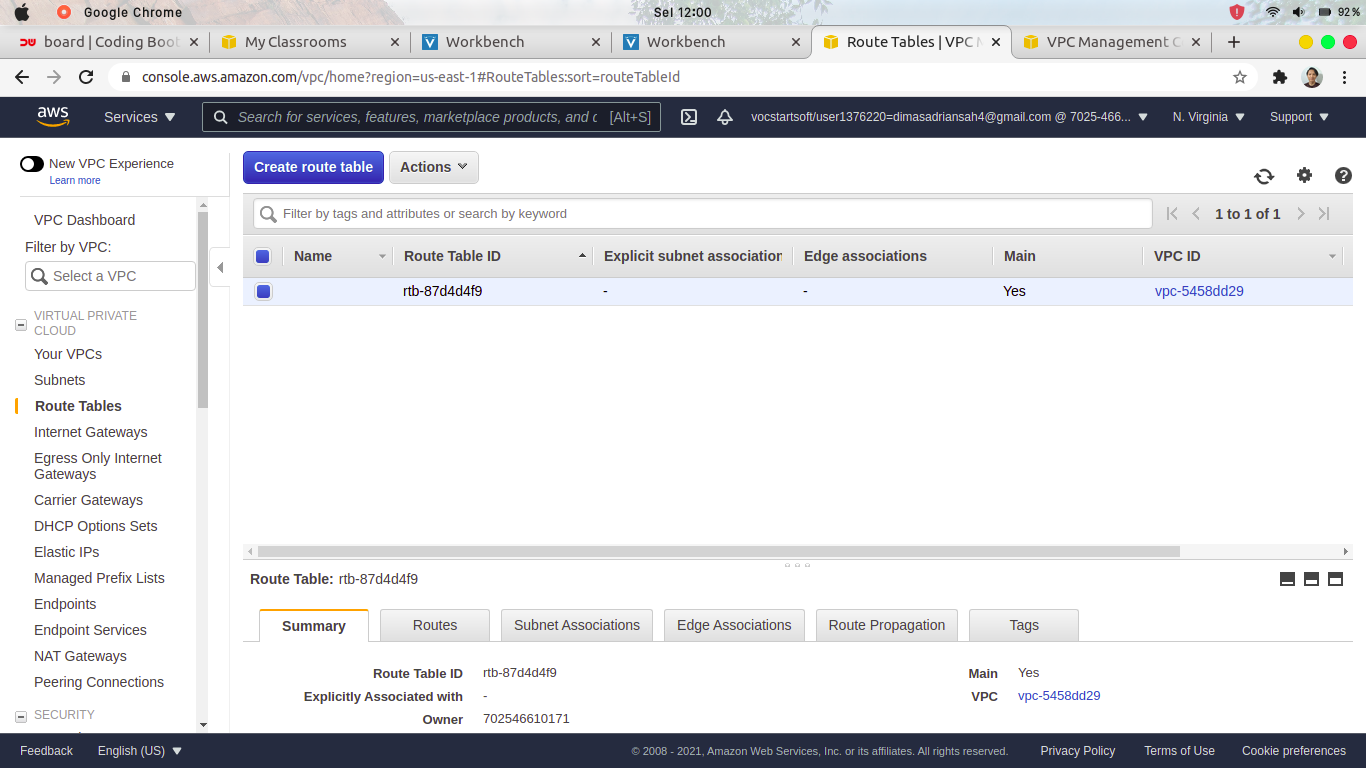 Google Chrome
Sel 12:00
92%
board | Coding Boot
My Classrooms
Workbench
Workbench
Route Tables | VPC M
VPC Management C
console.aws.amazon.com/vpc/home?region=us-east-1#RouteTables:sort=routeTableId
aws
Services
Search for services, features, marketplace products, and d [Alt+S]
vocstartsoft/user1376220=dimasadriansah4@gmail.com @ 7025-466...
N. Virginia
Support
New VPC Experience
Learn more
VPC Dashboard
Filter by VPC:
Select a VPC
VIRTUAL PRIVATE
CLOUD
Your VPCs
Subnets
Route Tables
Internet Gateways
Egress Only Internet
Gateways
Carrier Gateways
DHCP Options Sets
Elastic IPs
Managed Prefix Lists
Endpoints
Endpoint Services
NAT Gateways
Peering Connections
SECURITY
Create route table
Actions
Filter by tags and attributes or search by keyword
1 to 1 of 1
Name Route Table ID Explicit subnet association Edge associations Main VPC ID
rtb-87d4d4f9 - - Yes vpc-5458dd29
Route Table: rtb-87d4d4f9
Summary Routes Subnet Associations Edge Associations Route Propagation Tags
Route Table ID rtb-87d4d4f9 Main Yes
Explicitly Associated with - VPC vpc-5458dd29
Owner 702546610171
Feedback English (US) © 2008 - 2021, Amazon Web Services, Inc. or its affiliates. All rights reserved. Privacy Policy Terms of Use Cookie preferences